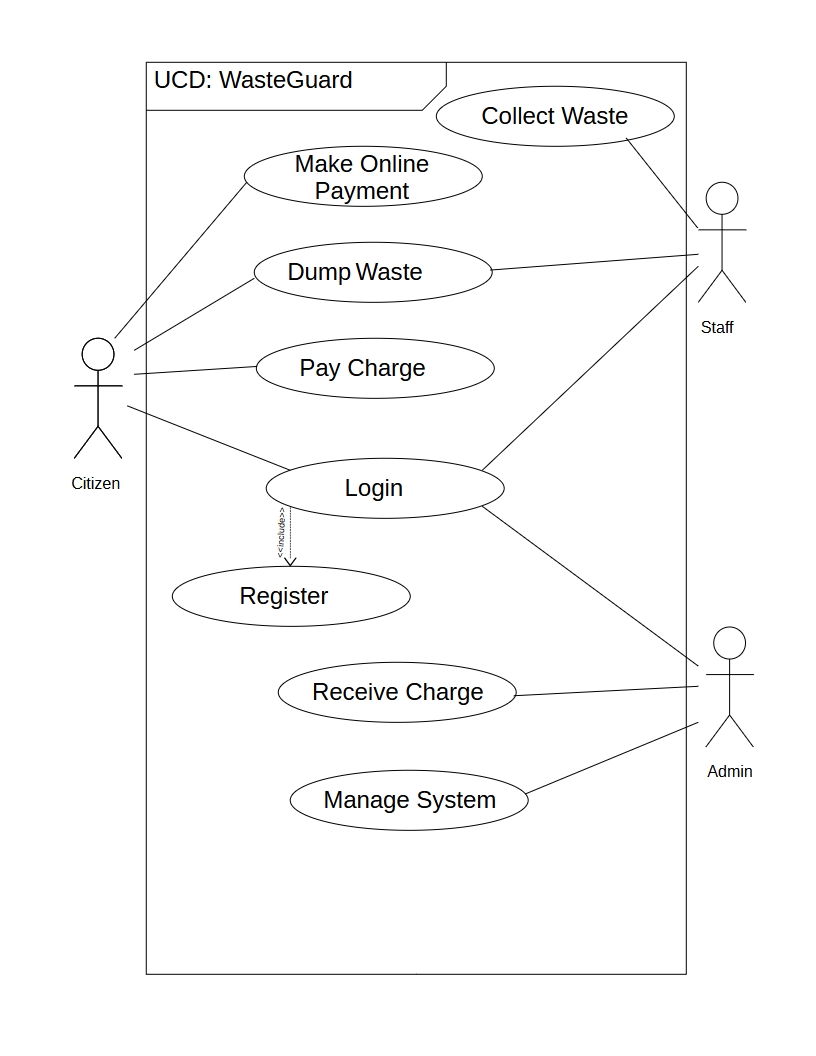 UCD: WasteGuard
Collect Waste
Make Online
Payment
Dump Waste
Staff
Pay Charge
Citizen
Login
<<include>>
Register
Receive Charge
Admin
Manage System